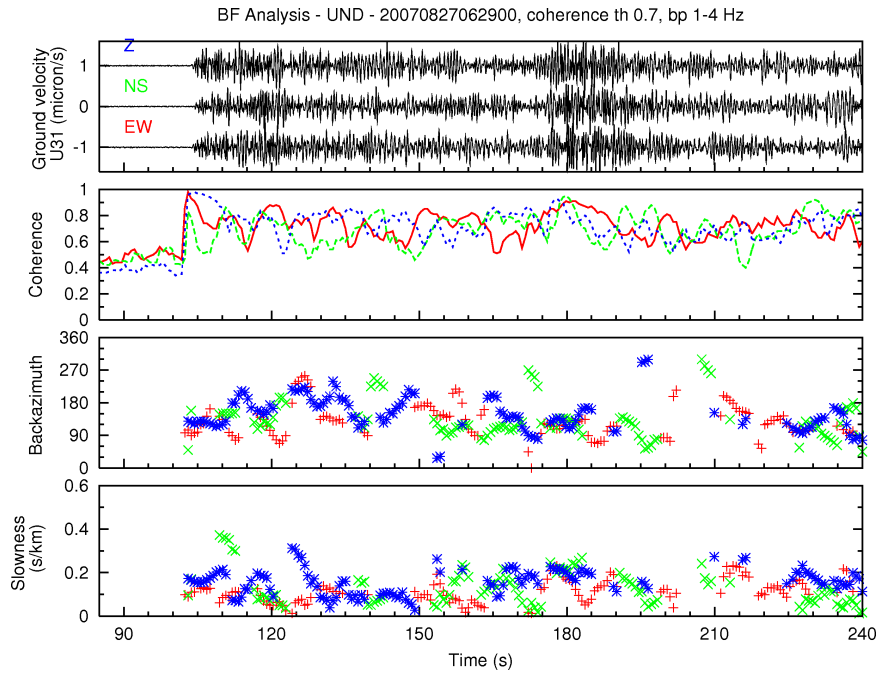 BF Analysis - UND - 20070827062900, coherence th 0.7, bp 1-4 Hz
Ground velocity
U31 (micron/s)
1
0
-1
Z
NS
EW
Coherence
1
0.8
0.6
0.4
0.2
0
Backazimuth
360
270
180
90
0
Slowness
(s/km)
0.6
0.4
0.2
0
90 120 150 180 210 240
Time (s)